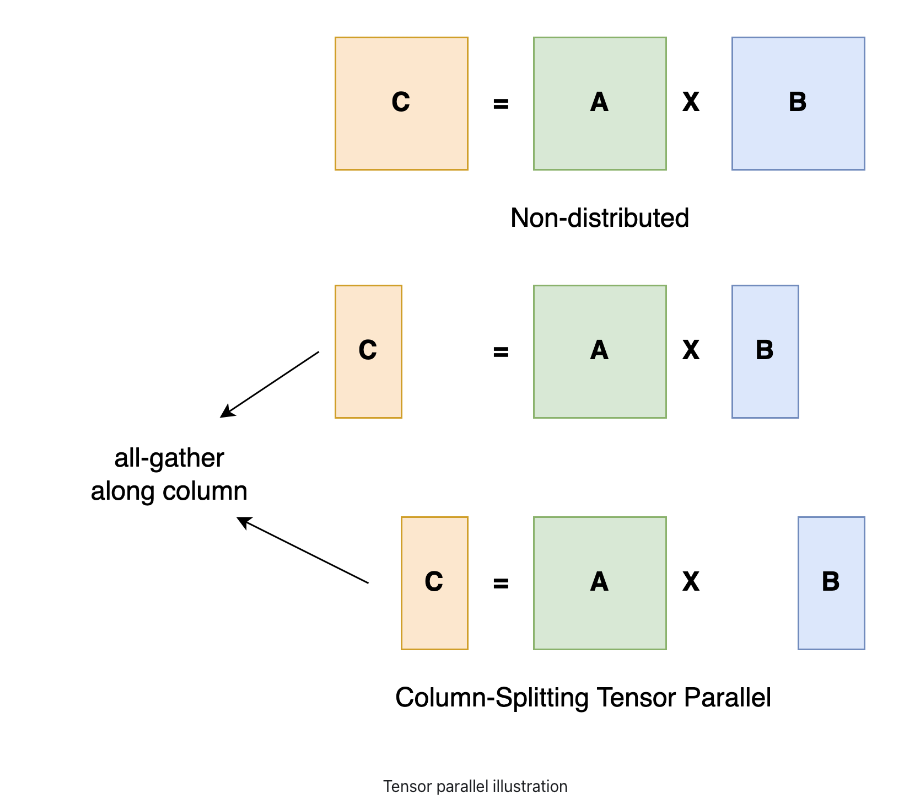 C = A X B
Non-distributed
C = A X B
all-gather
along column
C = A X B
Column-Splitting Tensor Parallel
Tensor parallel illustration